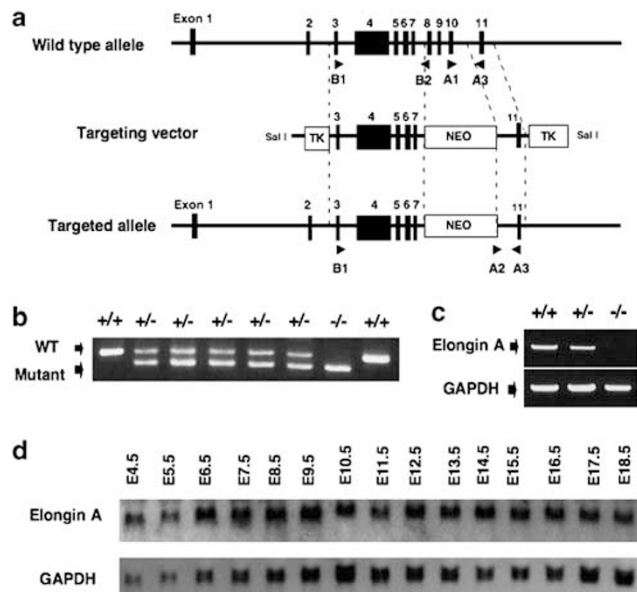 a
Exon 1 2 3 4 5 6 7 8 9 10 11
Wild type allele
B1 B2 A1 A3
3 4 5 6 7 11
Targeting vector Sal I TK NEO TK Sal I
Exon 1 2 3 4 5 6 7 11
Targeted allele NEO
B1 A2 A3
b
+/+ +/- +/- +/- +/- +/- -/- +/+
WT
Mutant
c
+/+ +/- -/-
Elongin A
GAPDH
d
E4.5 E5.5 E6.5 E7.5 E8.5 E9.5 E10.5 E11.5 E12.5 E13.5 E14.5 E15.5 E16.5 E17.5 E18.5
Elongin A
GAPDH